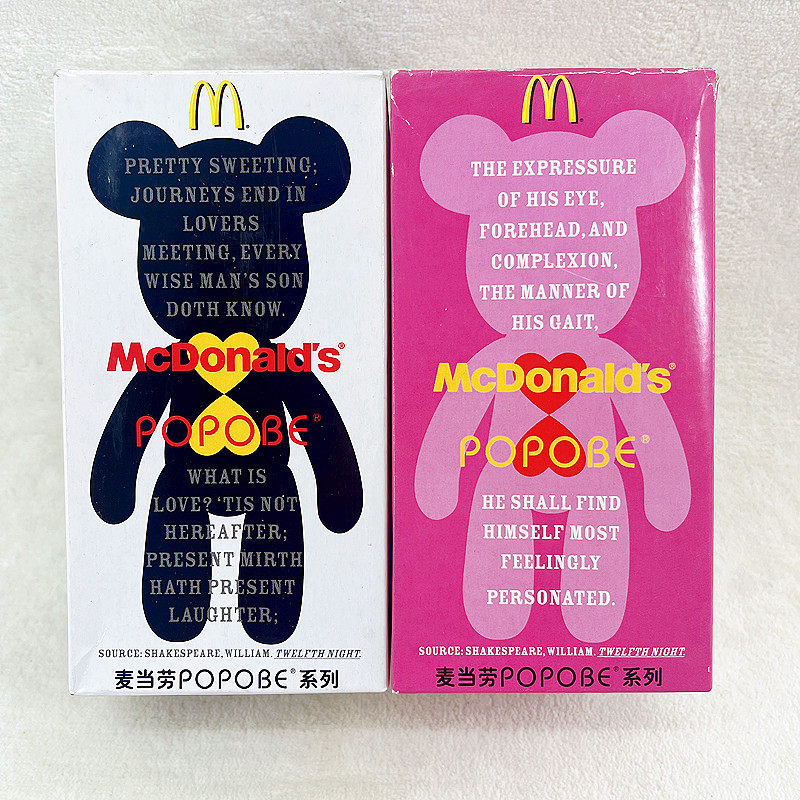 M
PRETTY SWEETING;
JOURNEYS END IN
LOVERS
MEETING, EVERY
WISE MAN'S SON
DOTH KNOW.
McDonald's®
POPOBE®
WHAT IS
LOVE? 'TIS NOT
HEREAFTER;
PRESENT MIRTH
HATH PRESENT
LAUGHTER;
SOURCE: SHAKESPEARE, WILLIAM. TWELFTH NIGHT.
麦当劳POPOBE®系列
M
THE EXPRESSURE
OF HIS EYE,
FOREHEAD, AND
COMPLEXION,
THE MANNER OF
HIS GAIT,
McDonald's®
POPOBE®
HE SHALL FIND
HIMSELF MOST
FEELINGLY
PERSONATED.
SOURCE: SHAKESPEARE, WILLIAM. TWELFTH NIGHT.
麦当劳POPOBE®系列